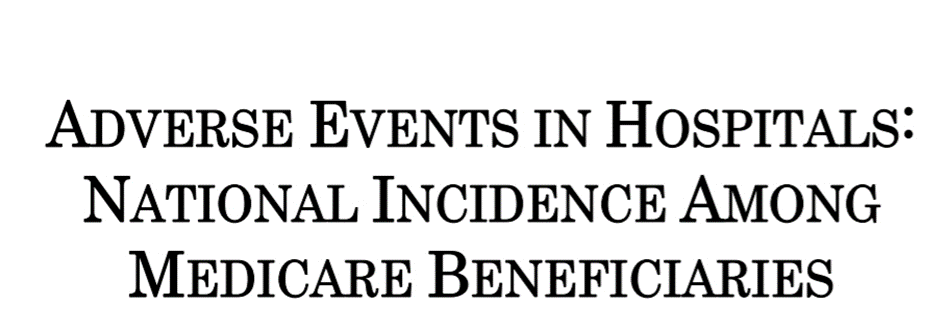 ADVERSE EVENTS IN HOSPITALS:
NATIONAL INCIDENCE AMONG
MEDICARE BENEFICIARIES